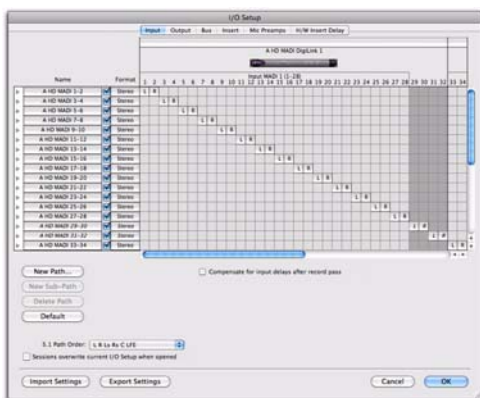 I/O Setup
Input Output Bus Insert Mic Preamps H/W Insert Delay
A HD MADI DigiLink 1
Input MADI 1 (1-28)
Name Format 1 2 3 4 5 6 7 8 9 10 11 12 13 14 15 16 17 18 19 20 21 22 23 24 25 26 27 28 29 30 31 32 33 34
A HD MADI 1-2 Stereo L R
A HD MADI 3-4 Stereo L R
A HD MADI 5-6 Stereo L R
A HD MADI 7-8 Stereo L R
A HD MADI 9-10 Stereo L R
A HD MADI 11-12 Stereo L R
A HD MADI 13-14 Stereo L R
A HD MADI 15-16 Stereo L R
A HD MADI 17-18 Stereo L R
A HD MADI 19-20 Stereo L R
A HD MADI 21-22 Stereo L R
A HD MADI 23-24 Stereo L R
A HD MADI 25-26 Stereo L R
A HD MADI 27-28 Stereo L R
A HD MADI 29-30 Stereo L R
A HD MADI 31-32 Stereo L R
A HD MADI 33-34 Stereo L R
New Path... Compensate for input delays after record pass
New Sub-Path
Delete Path
Default
5.1 Path Order: L R Ls Rs C LFE
Sessions overwrite current I/O Setup when opened
Import Settings Export Settings Cancel OK